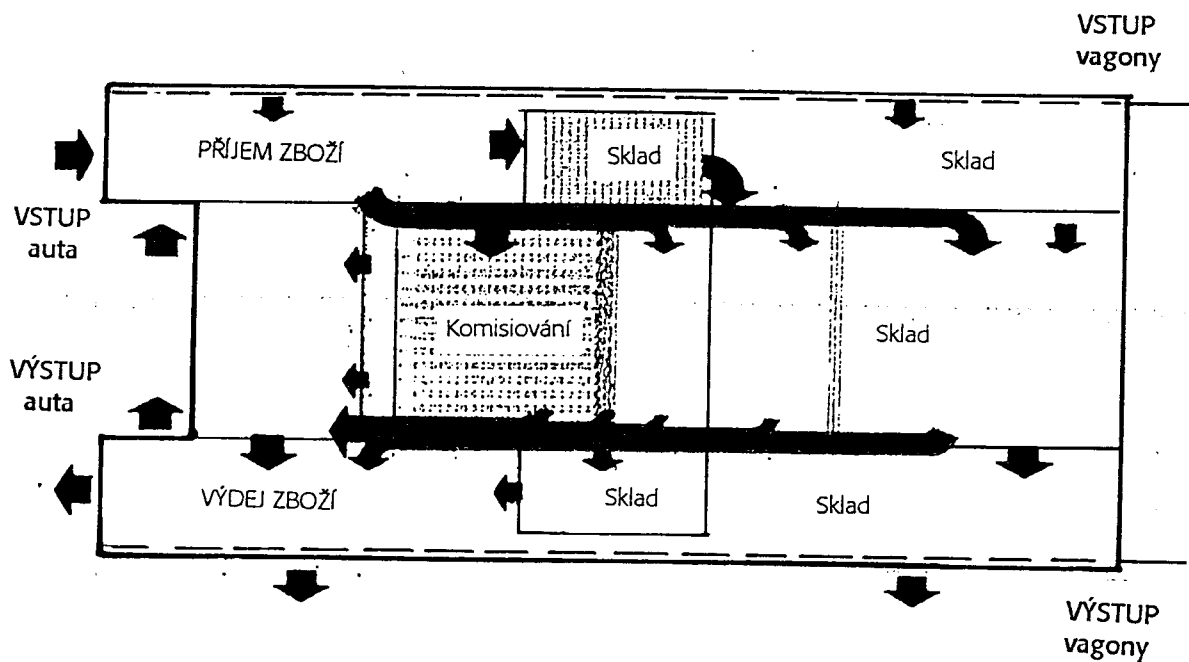 VSTUP
vagony
PŘÍJEM ZBOŽÍ
Sklad
Sklad
VSTUP
auta
Komisiování
Sklad
VÝSTUP
auta
VÝDEJ ZBOŽÍ
Sklad
Sklad
VÝSTUP
vagony